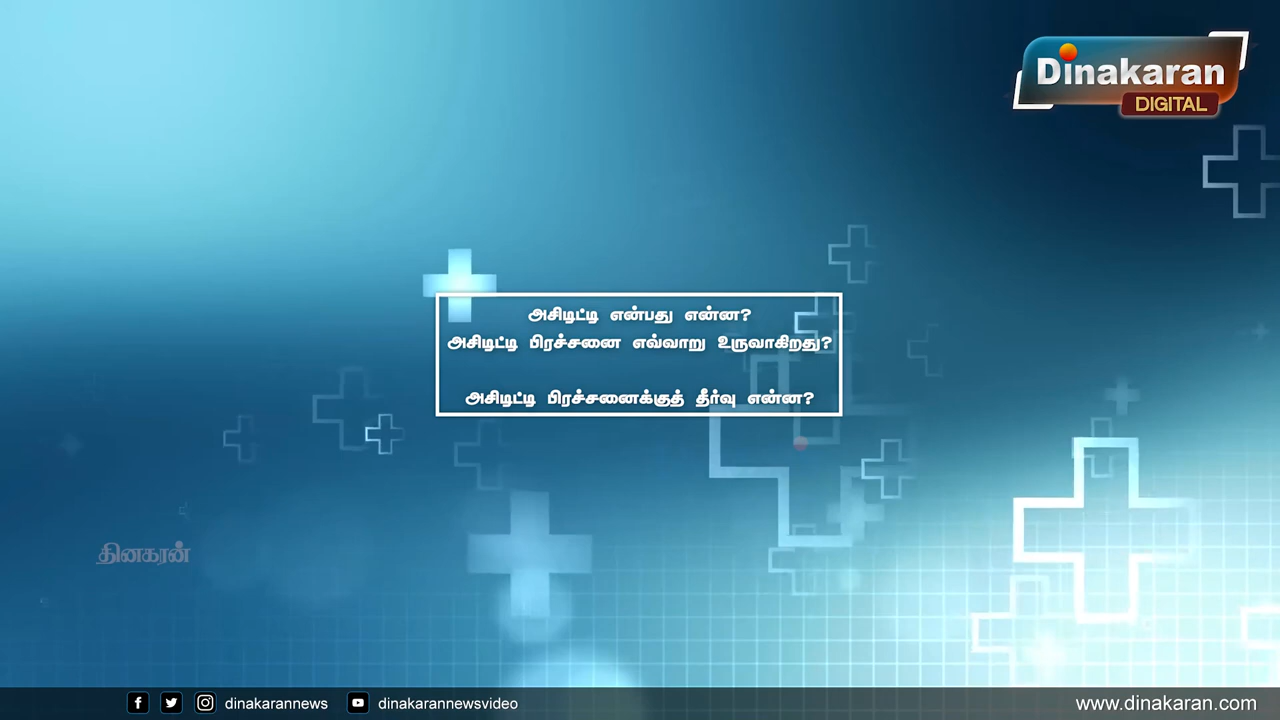 Dinakaran
DIGITAL
அசிடிட்டி என்பது என்ன?
அசிடிட்டி பிரச்சனை எவ்வாறு உருவாகிறது?
அசிடிட்டி பிரச்சனைக்குத் தீர்வு என்ன?
தினகரன்
dinakarannews
dinakarannewsvideo
www.dinakaran.com